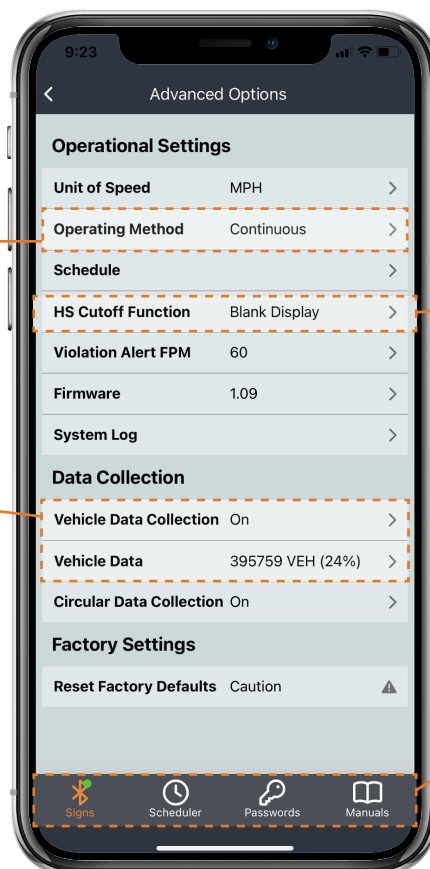 9:23
Advanced Options
Operational Settings
Unit of Speed MPH
Operating Method Continuous
Schedule
HS Cutoff Function Blank Display
Violation Alert FPM 60
Firmware 1.09
System Log
Data Collection
Vehicle Data Collection On
Vehicle Data 395759 VEH (24%)
Circular Data Collection On
Factory Settings
Reset Factory Defaults Caution
Signs Scheduler Passwords Manuals